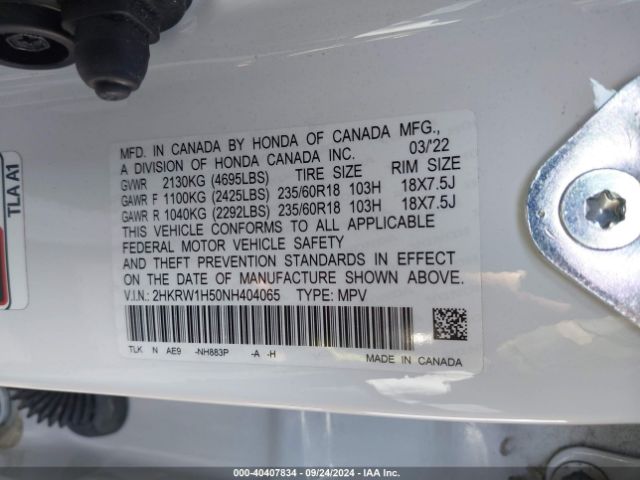 MFD. IN CANADA BY HONDA OF CANADA MFG.,
A DIVISION OF HONDA CANADA INC. 03/'22
GVWR 2130KG (4695LBS) TIRE SIZE RIM SIZE
GAWR F 1100KG (2425LBS) 235/60R18 103H 18X7.5J
GAWR R 1040KG (2292LBS) 235/60R18 103H 18X7.5J
THIS VEHICLE CONFORMS TO ALL APPLICABLE
FEDERAL MOTOR VEHICLE SAFETY
AND THEFT PREVENTION STANDARDS IN EFFECT
ON THE DATE OF MANUFACTURE SHOWN ABOVE.
V.I.N.: 2HKRW1H50NH404065 TYPE: MPV
TLK N AE9 -NH883P -A -H
MADE IN CANADA
TLA A1
000-40407834 - 09/24/2024 - IAA Inc.